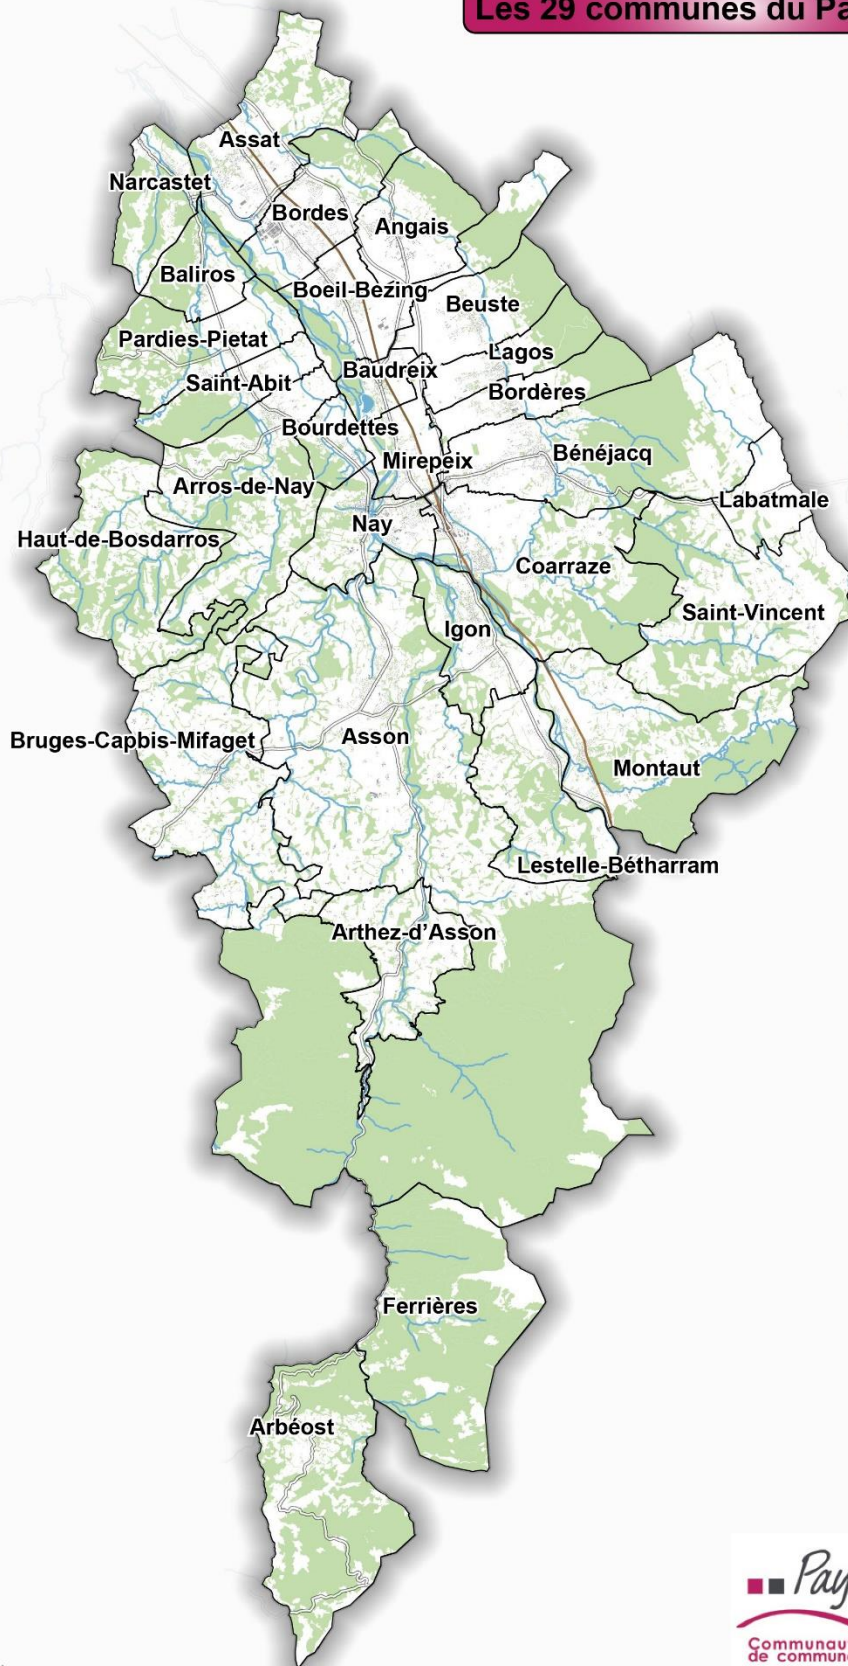 Les 29 communes du Pa
Assat
Narcastet
Bordes
Angais
Baliros
Boeil-Bezing
Beuste
Pardies-Pietat
Lagos
Baudreix
Saint-Abit
Bordères
Bourdettes
Bénéjacq
Mirepeix
Arros-de-Nay
Labatmale
Nay
Haut-de-Bosdarros
Coarraze
Saint-Vincent
Igon
Asson
Bruges-Capbis-Mifaget
Montaut
Lestelle-Bétharram
Arthez-d’Asson
Ferrières
Arbéost
Pay
Communau
de commun